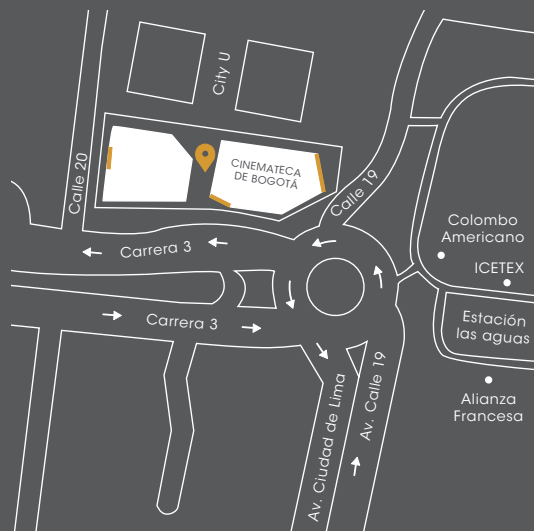 City U
CINEMATECA
DE BOGOTÁ
Calle 20
Calle 19
Colombo
Americano
Carrera 3
ICETEX
Estación
las aguas
Carrera 3
Av. Calle 19
Av. Ciudad de Lima
Alianza
Francesa